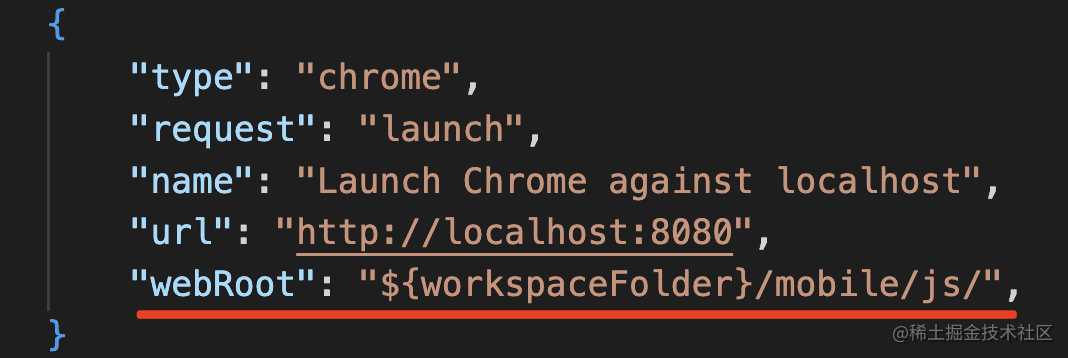 {
"type": "chrome",
"request": "launch",
"name": "Launch Chrome against localhost",
"url": "http://localhost:8080",
"webRoot": "${workspaceFolder}/mobile/js/",
}
@稀土掘金技术社区